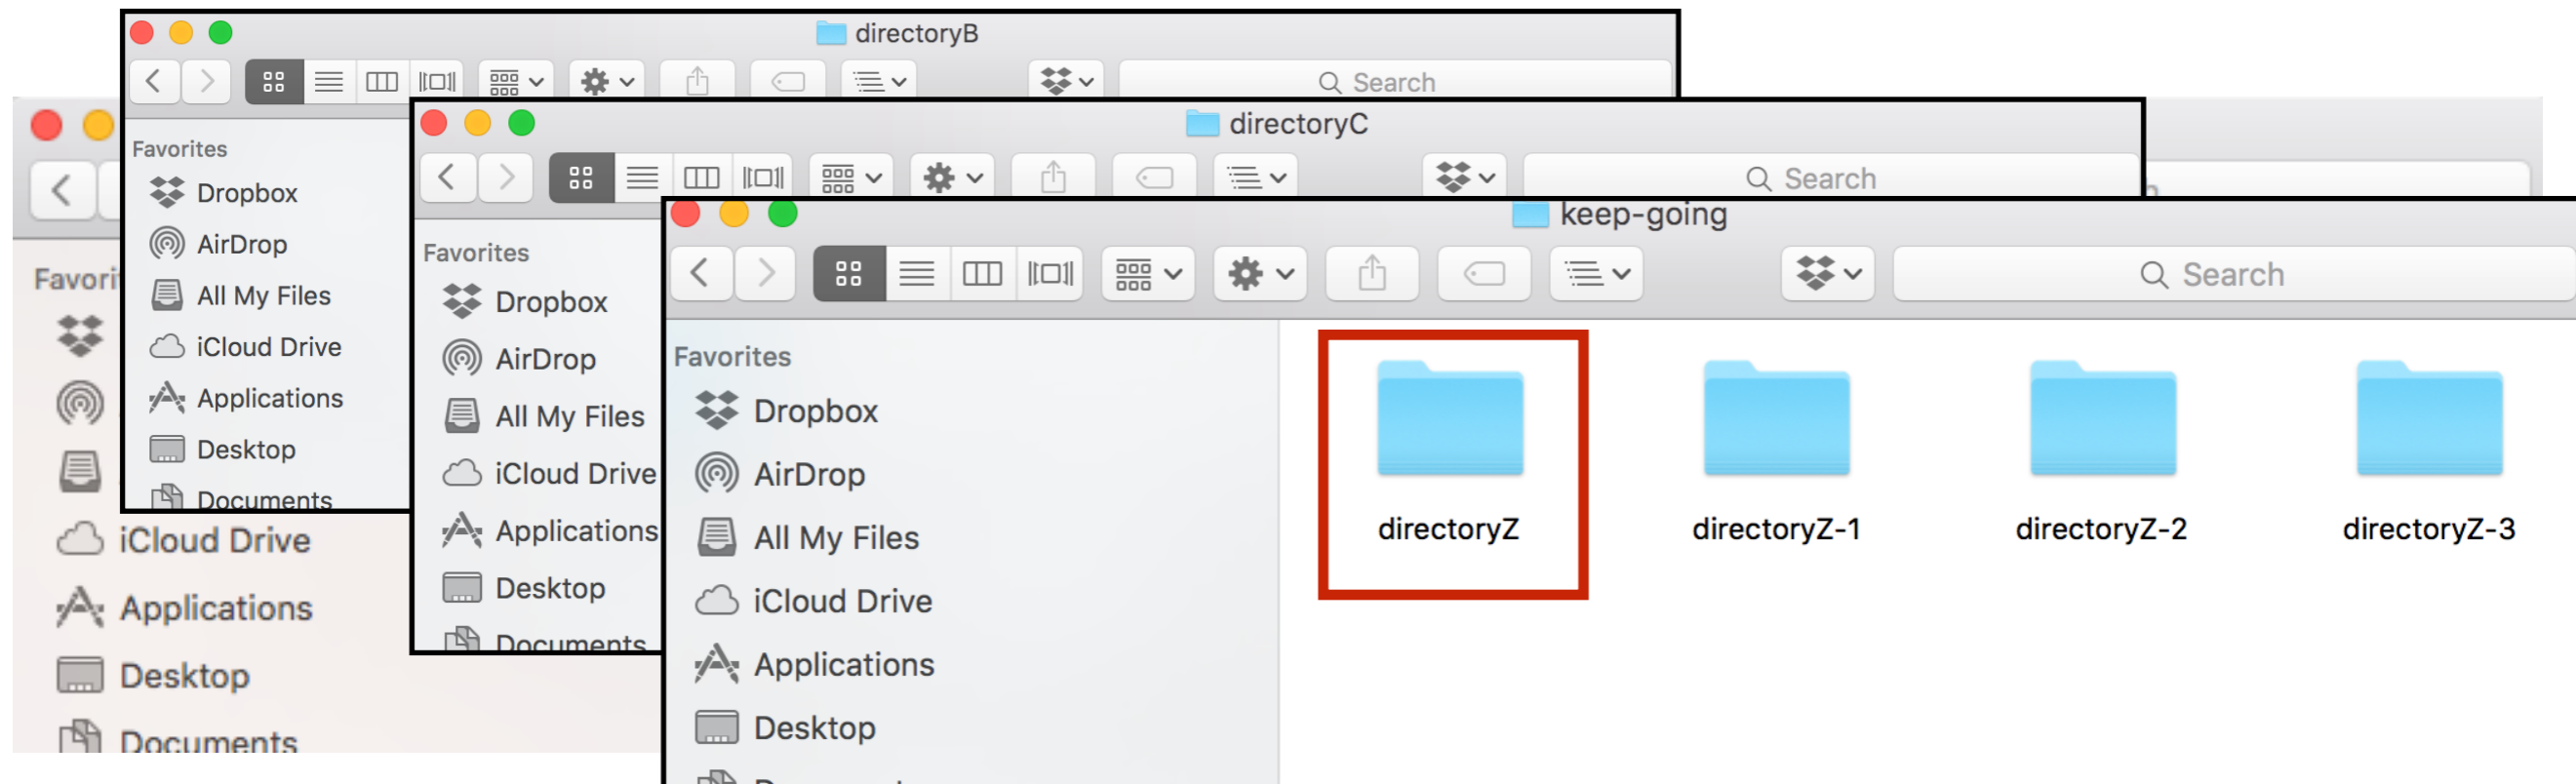 directoryB
Search
Favorites
Dropbox
AirDrop
All My Files
iCloud Drive
Applications
Desktop
Documents
directoryC
Search
Favorites
Dropbox
AirDrop
All My Files
iCloud Drive
Applications
Desktop
Documents
keep-going
Search
Favorites
Dropbox
AirDrop
All My Files
iCloud Drive
Applications
Desktop
directoryZ
directoryZ-1
directoryZ-2
directoryZ-3
iCloud Drive
Applications
Desktop
Documents